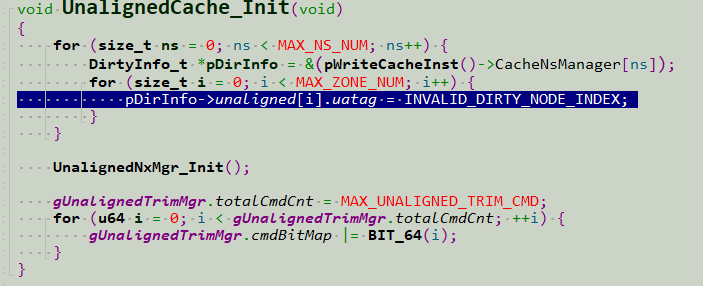 void UnalignedCache_Init(void)
{
for (size_t ns = 0; ns < MAX_NS_NUM; ns++) {
DirtyInfo_t *pDirInfo = &(pWriteCacheInst()->CacheNsManager[ns]);
for (size_t i = 0; i < MAX_ZONE_NUM; i++) {
pDirInfo->unaligned[i].uatag = INVALID_DIRTY_NODE_INDEX;
}
}
UnalignedNxMgr_Init();
gUnalignedTrimMgr.totalCmdCnt = MAX_UNALIGNED_TRIM_CMD;
for (u64 i = 0; i < gUnalignedTrimMgr.totalCmdCnt; ++i) {
gUnalignedTrimMgr.cmdBitMap |= BIT_64(i);
}
}